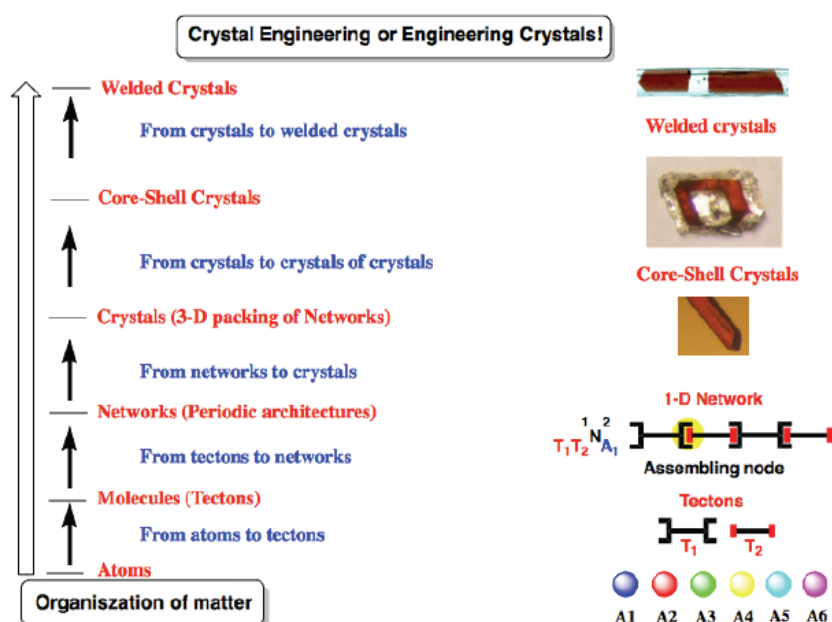 Crystal Engineering or Engineering Crystals!
Welded Crystals
From crystals to welded crystals
Core-Shell Crystals
From crystals to crystals of crystals
Crystals (3-D packing of Networks)
From networks to crystals
Networks (Periodic architectures)
From tectons to networks
Molecules (Tectons)
From atoms to tectons
Atoms
Organiszation of matter
Welded crystals
Core-Shell Crystals
1-D Network
T1T2 1N2A1
Assembling node
Tectons
T1 T2
A1 A2 A3 A4 A5 A6